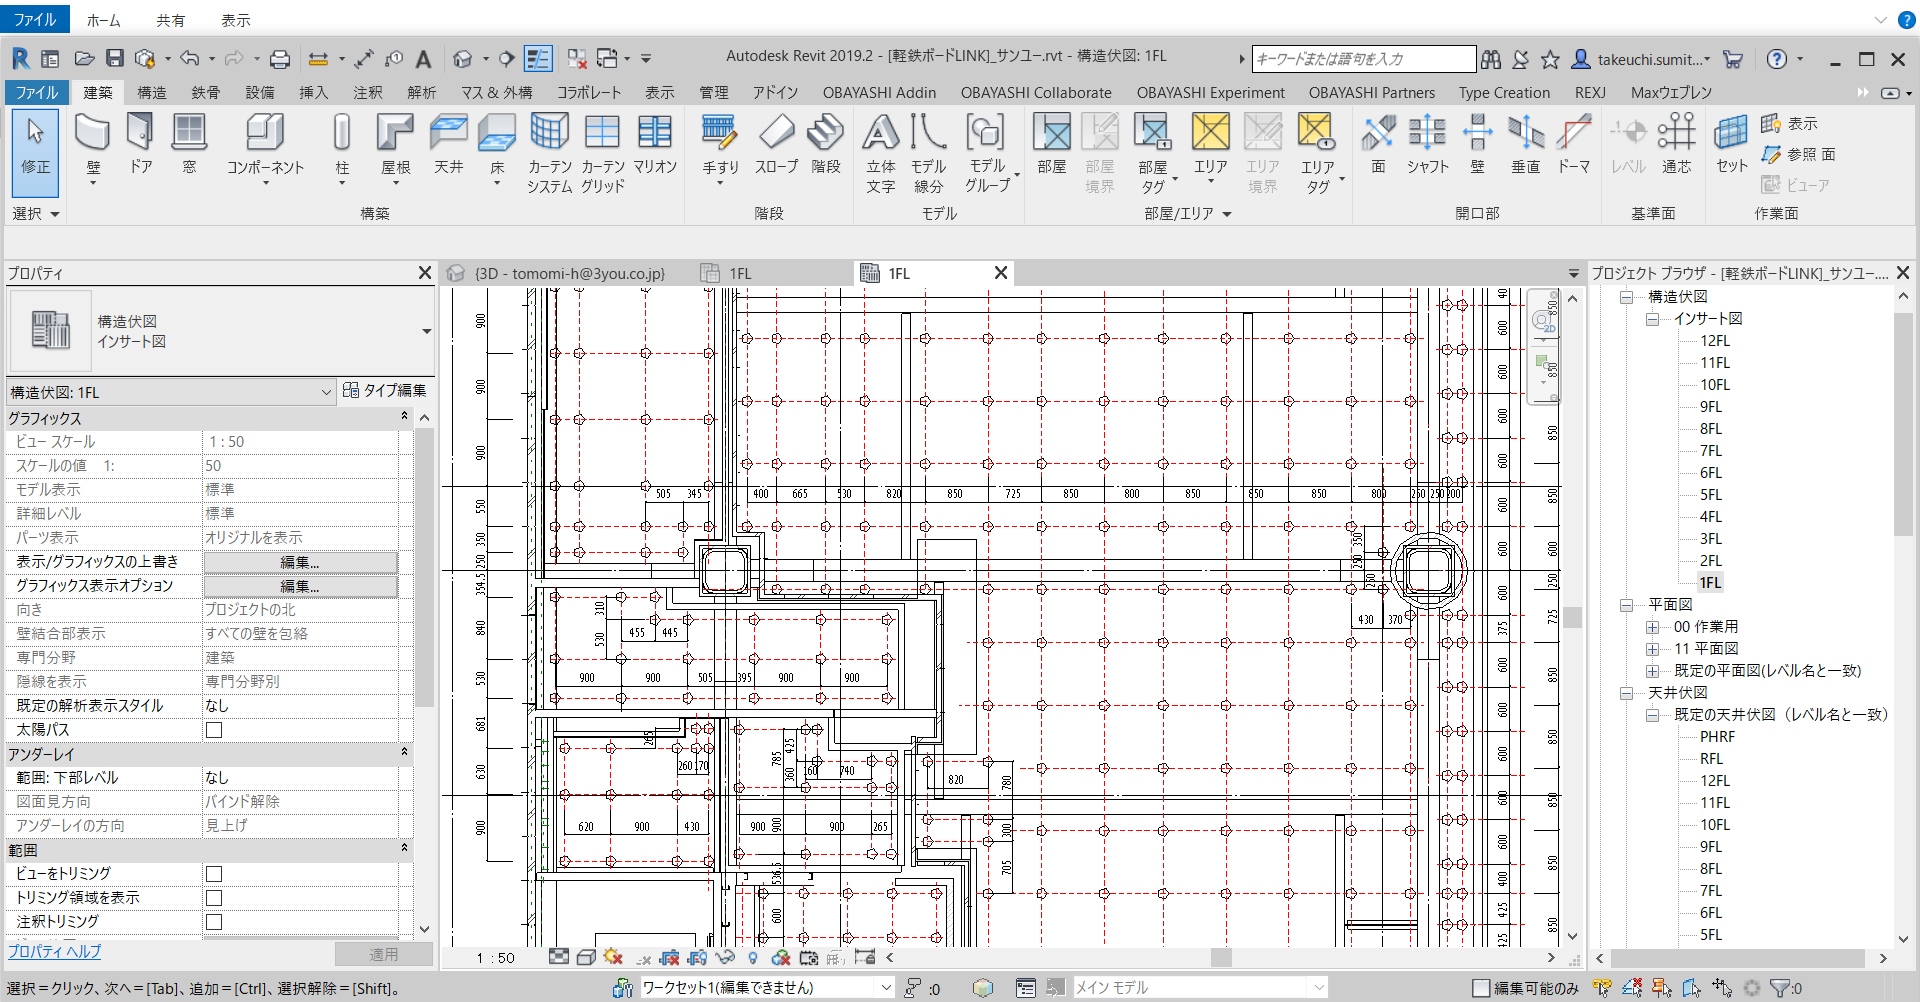 ファイル ホーム 共有 表示
Autodesk Revit 2019.2 - [軽鉄ボードLINK]_サンユー.rvt - 構造伏図: 1FL
キーワードまたは語句を入力
takeuchi.sumit...
ファイル 建築 構造 鉄骨 設備 挿入 注釈 解析 マス & 外構 コラボレート 表示 管理 アドイン OBAYASHI Addin OBAYASHI Collaborate OBAYASHI Experiment OBAYASHI Partners Type Creation REXJ Maxウェブレン
修正 壁 ドア 窓 コンポーネント 柱 屋根 天井 床 カーテン システム カーテン グリッド マリオン 手すり スロープ 階段 立体 文字 モデル 線分 モデル グループ 部屋 部屋 境界 部屋 タグ エリア エリア 境界 エリア タグ 面 シャフト 壁 垂直 ドーマ レベル 通芯 セット 表示 参照 面 ビューア
選択 構築 階段 モデル 部屋/エリア 開口部 基準面 作業面
プロパティ
構造伏図
インサート図
構造伏図: 1FL
タイプ編集
グラフィックス
ビュー スケール 1 : 50
スケールの値 1: 50
モデル表示 標準
詳細レベル 標準
パーツ表示 オリジナルを表示
表示/グラフィックスの上書き 編集...
グラフィックス表示オプション 編集...
向き プロジェクトの北
壁結合部表示 すべての壁を包絡
専門分野 建築
隠線を表示 専門分野別
既定の解析表示スタイル なし
太陽パス
アンダーレイ
範囲: 下部レベル なし
図面見方向 バインド解除
アンダーレイの方向 見上げ
範囲
ビューをトリミング
トリミング領域を表示
注釈トリミング
プロパティ ヘルプ
適用
{3D - tomomi-h@3you.co.jp} 1FL 1FL
900
900
900
550
250
354.5
840
530
681
630
900
505 345 400 665 530 820 850 725 850 800 850 850 850 800 250 250 200
310
530
455 445
900 900 505 395 900 900
265
260 170
620 900 430
785
425
360
160 740
900 900 900 265
536.5
600
820
780
300
705
350
250
260
430 370
40
600
600
600
600
600
600
600
375
600
600
600
600
600
400
425
425
850
850
850
850
850
250
725
850
850
850
850
850
2D
1 : 50
プロジェクト ブラウザ - [軽鉄ボードLINK]_サンユー....
構造伏図
インサート図
12FL
11FL
10FL
9FL
8FL
7FL
6FL
5FL
4FL
3FL
2FL
1FL
平面図
00 作業用
11 平面図
既定の平面図(レベル名と一致)
天井伏図
既定の天井伏図（レベル名と一致）
PHRF
RFL
12FL
11FL
10FL
9FL
8FL
7FL
6FL
5FL
選択＝クリック、次へ＝[Tab]、追加＝[Ctrl]、選択解除＝[Shift]。
ワークセット1(編集できません)
:0
メイン モデル
編集可能のみ
:0